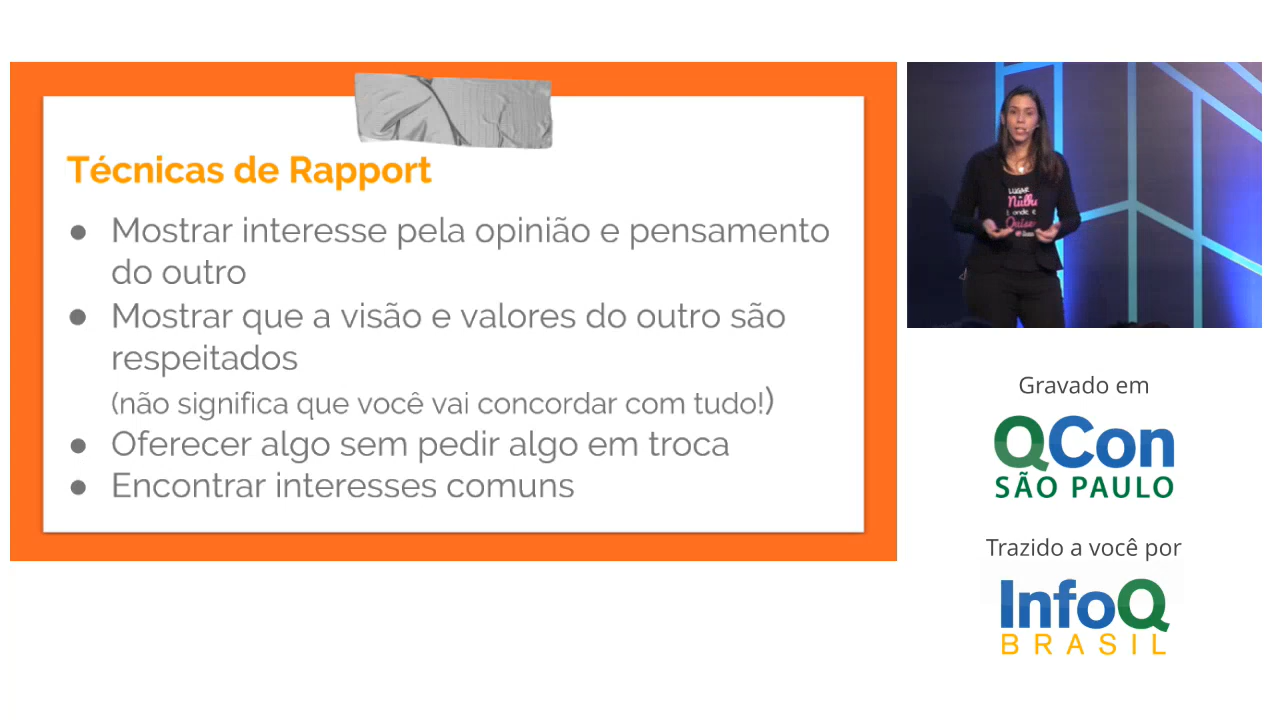 Técnicas de Rapport
● Mostrar interesse pela opinião e pensamento
do outro
● Mostrar que a visão e valores do outro são
respeitados
(não significa que você vai concordar com tudo!)
● Oferecer algo sem pedir algo em troca
● Encontrar interesses comuns
LUGAR
Gravado em
QCon
SÃO PAULO
Trazido a você por
InfoQ
BRASIL